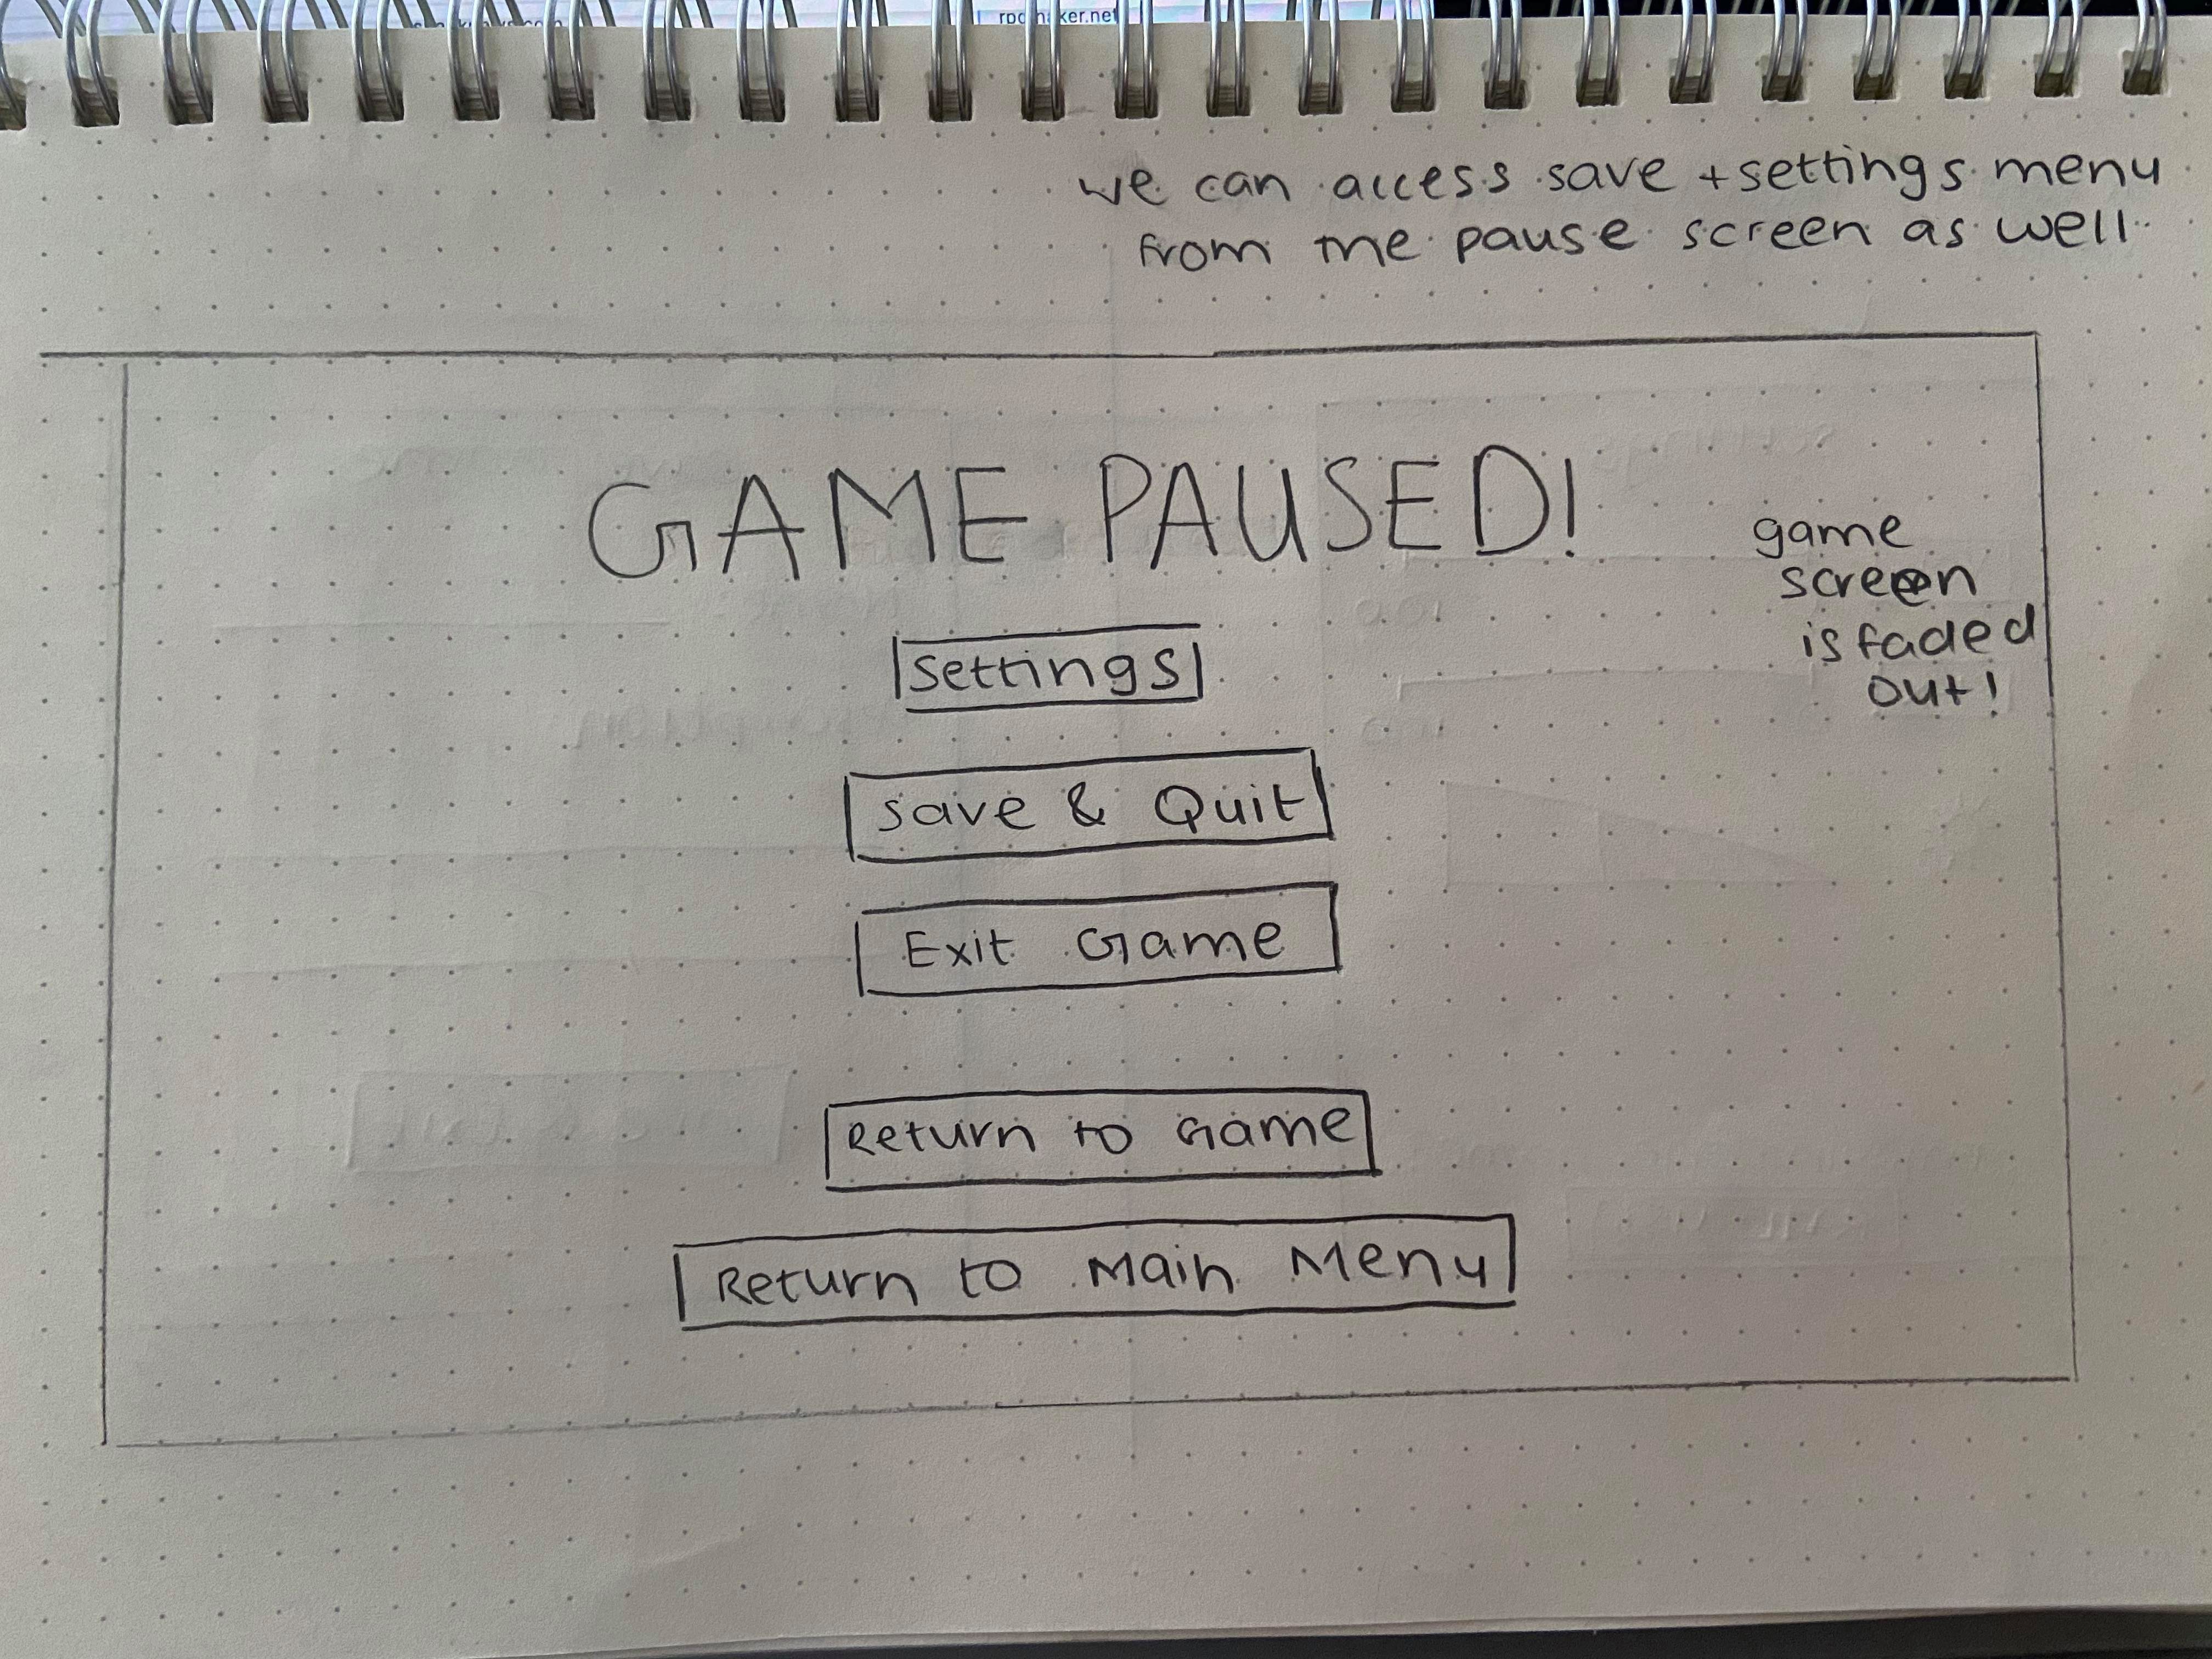 rpgmaker.net
we can access save + settings menu
from the pause screen as well
GAME PAUSED!
game
screen
is faded
out!
Settings
Save & Quit
Exit Game
Return to Game
Return to Main Menu